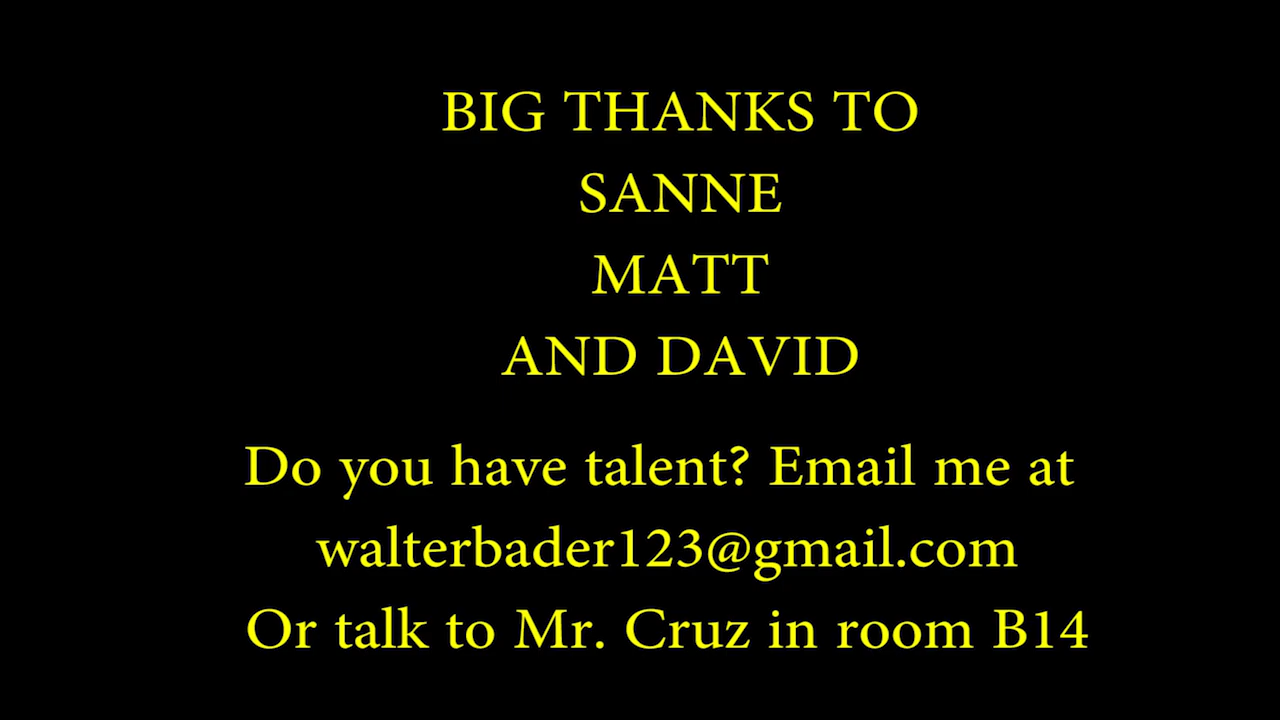 BIG THANKS TO
SANNE
MATT
AND DAVID
Do you have talent? Email me at
walterbader123@gmail.com
Or talk to Mr. Cruz in room B14